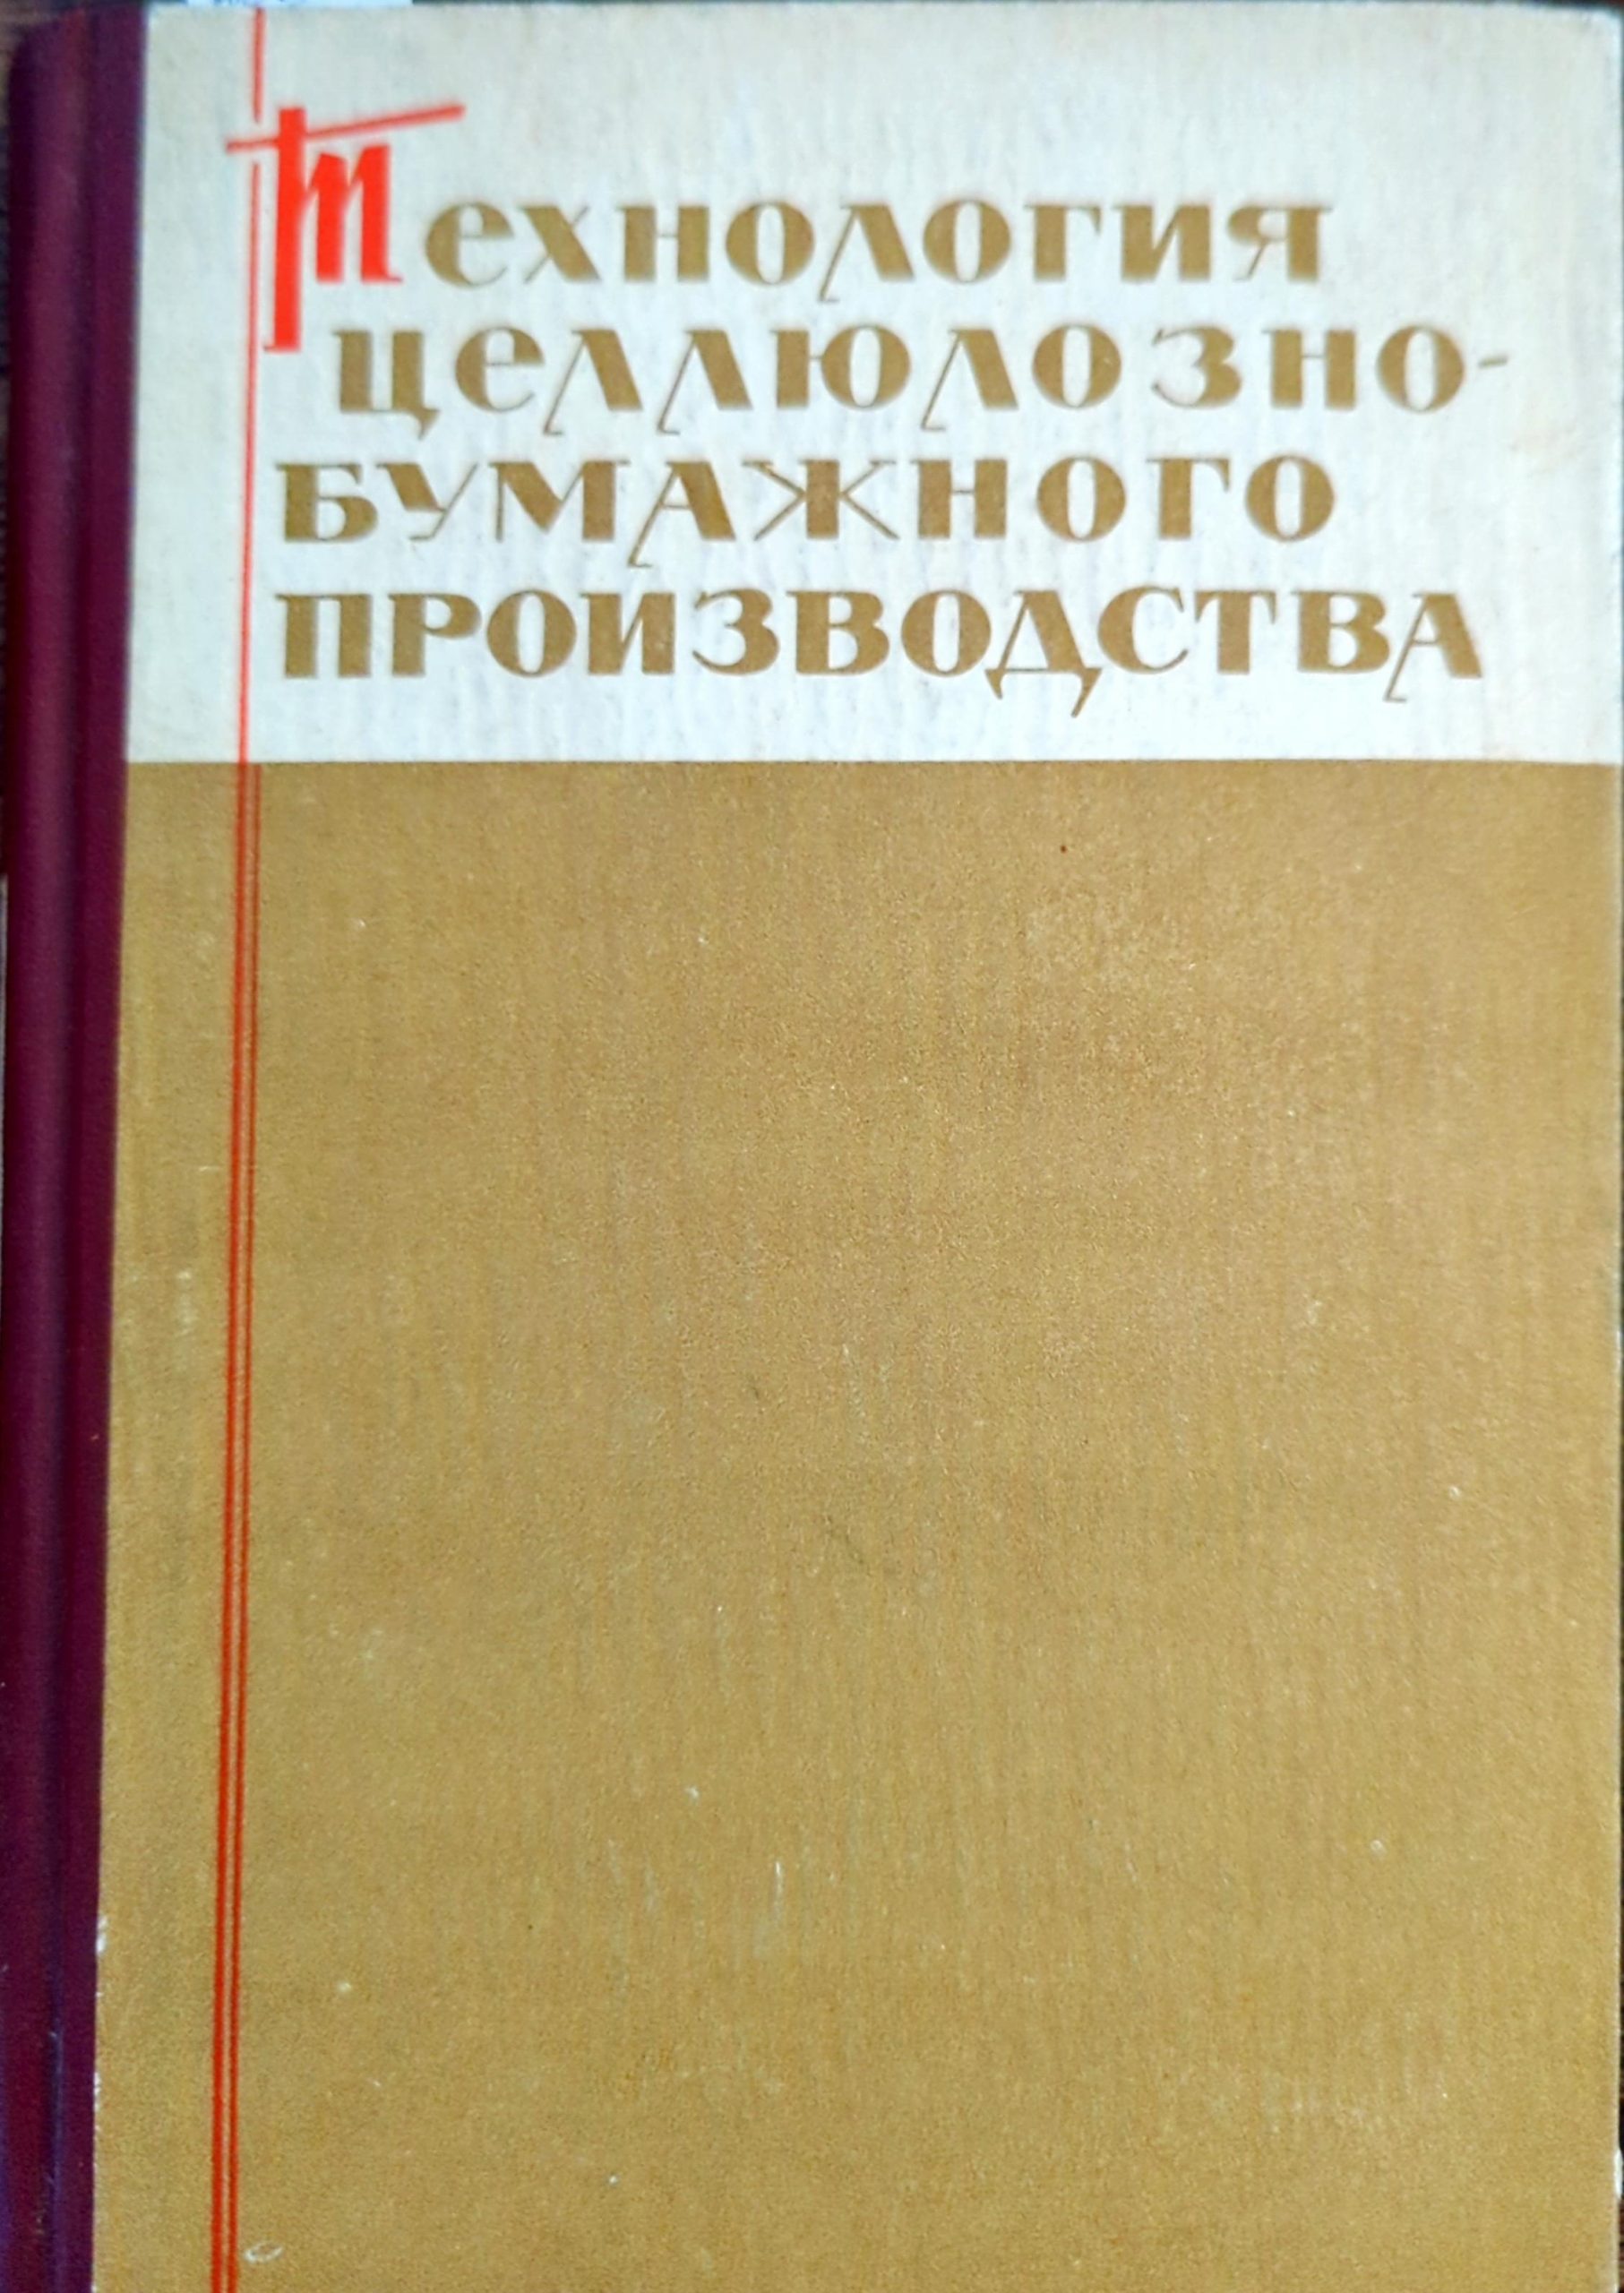 Технология
целлюлозно-
бумажного
производства